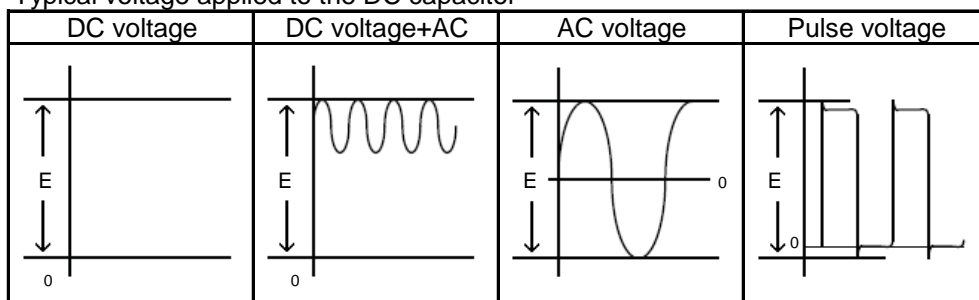 Typical voltage applied to the DC capacitor
DC voltage DC voltage+AC AC voltage Pulse voltage
E E E 0 E
0
0 0